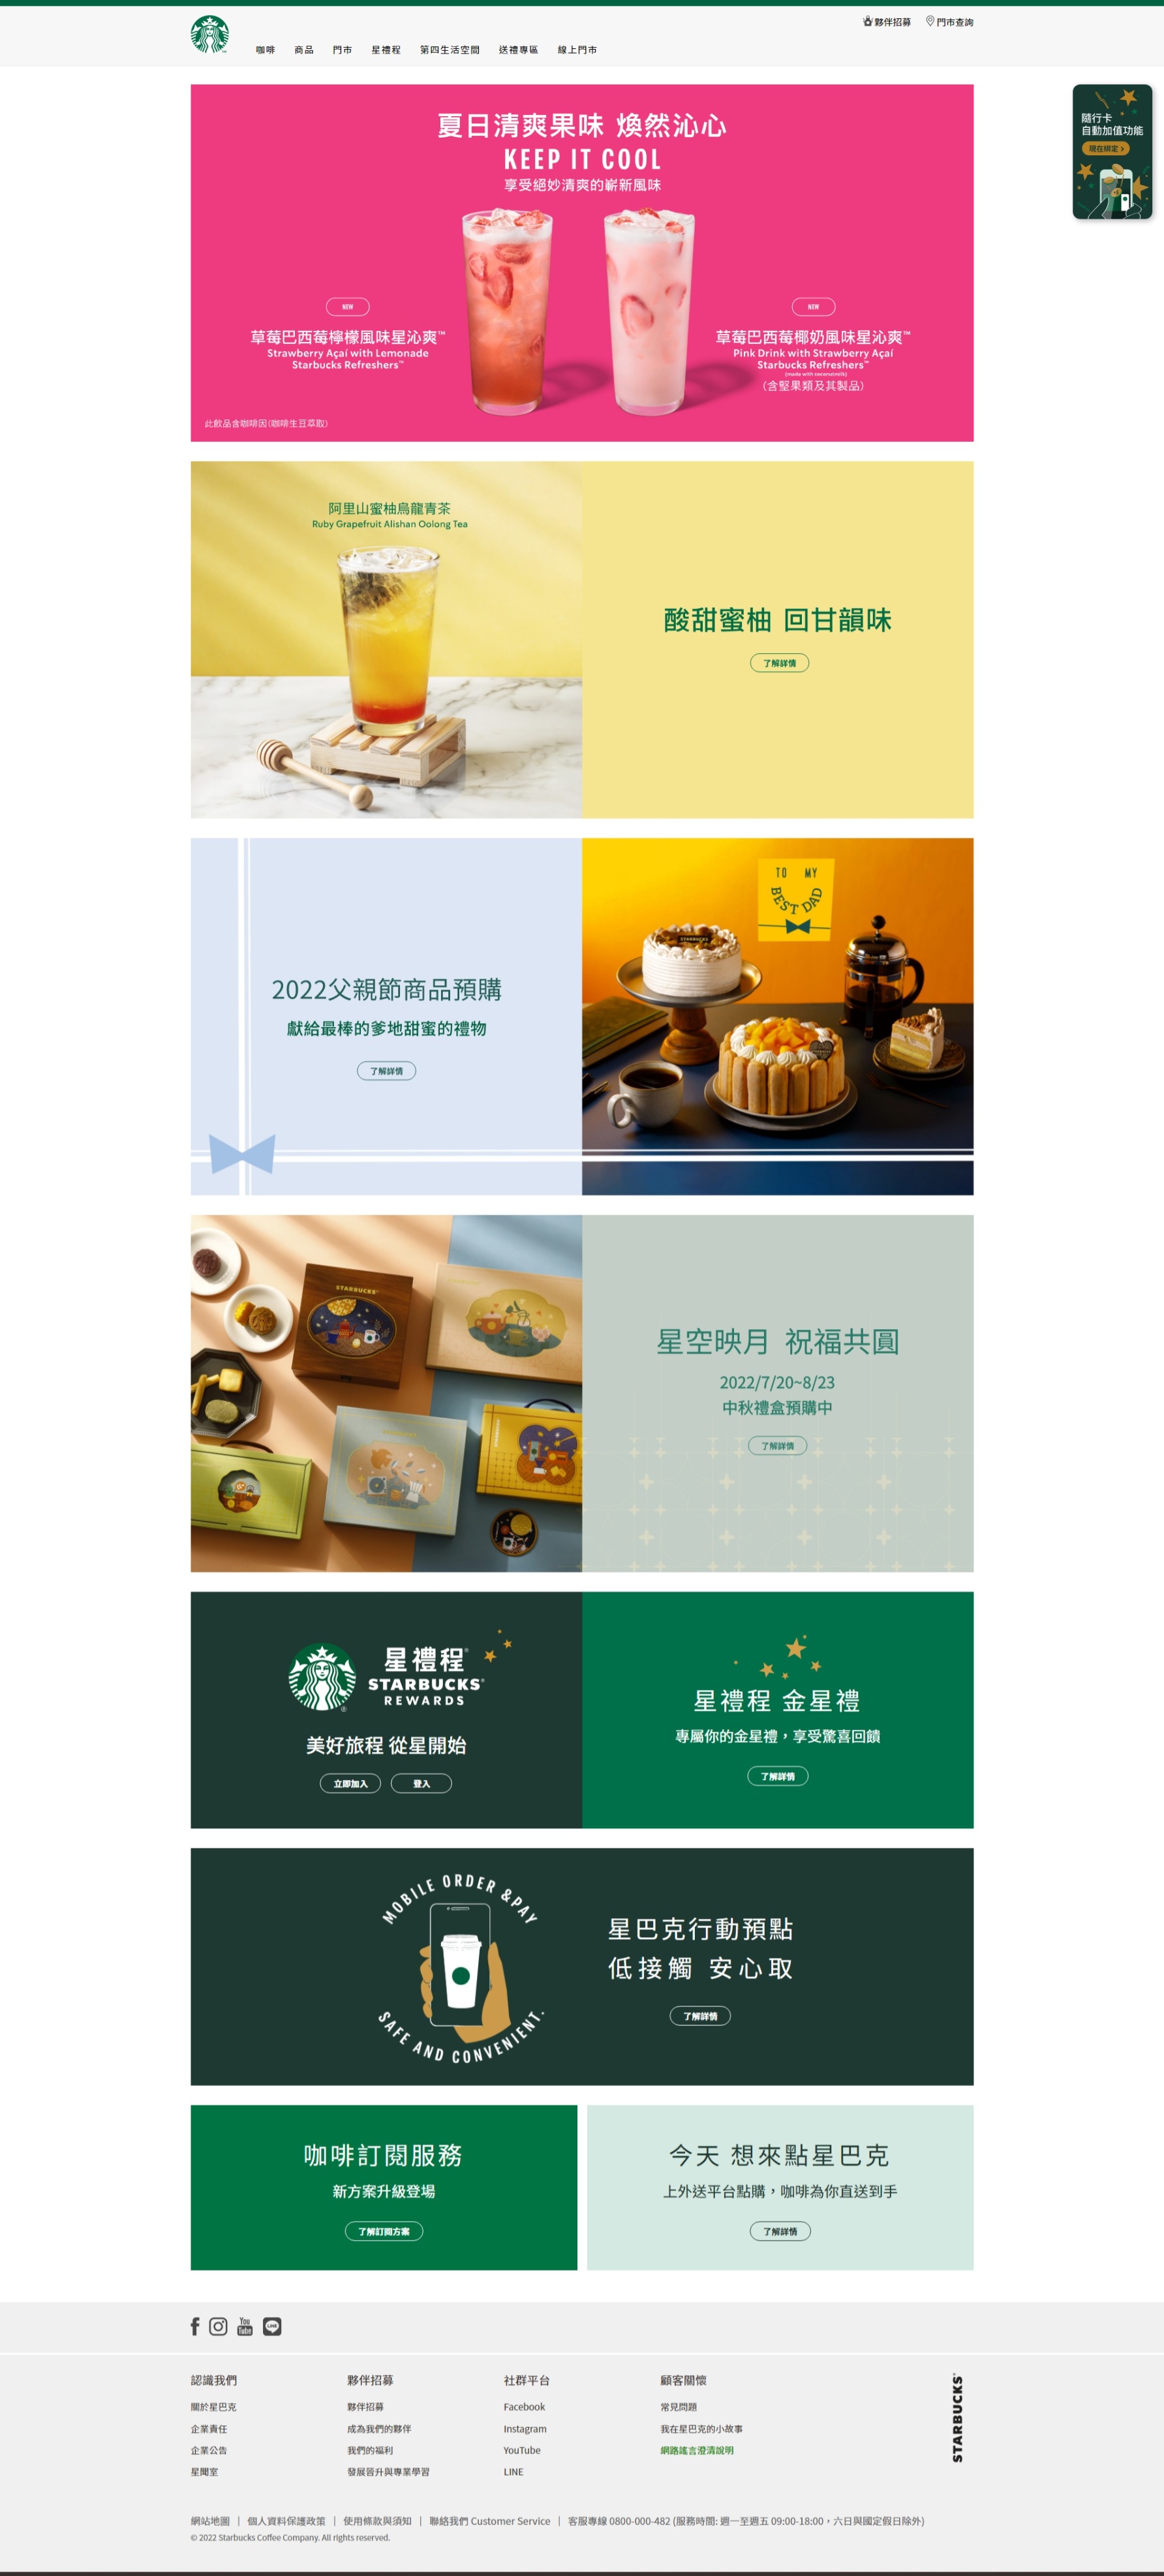 夥伴招募
門市查詢
咖啡 商品 門市 星禮程 第四生活空間 送禮專區 線上門市
隨行卡
自動加值功能
現在綁定 >
夏日清爽果味 煥然沁心
KEEP IT COOL
享受絕妙清爽的嶄新風味
NEW
草莓巴西莓檸檬風味星沁爽™
Strawberry Açaí with Lemonade
Starbucks Refreshers™
NEW
草莓巴西莓椰奶風味星沁爽™
Pink Drink with Strawberry Açaí
Starbucks Refreshers™
(made with coconutmilk)
(含堅果類及其製品)
此飲品含咖啡因(咖啡生豆萃取)
阿里山蜜柚烏龍青茶
Ruby Grapefruit Alishan Oolong Tea
酸甜蜜柚 回甘韻味
了解詳情
2022父親節商品預購
獻給最棒的爹地甜蜜的禮物
了解詳情
TO MY
BEST DAD
STARBUCKS
STARBUCKS
星空映月 祝福共圓
2022/7/20~8/23
中秋禮盒預購中
了解詳情
星禮程®
STARBUCKS®
REWARDS
美好旅程 從星開始
立即加入
登入
星禮程 金星禮
專屬你的金星禮，享受驚喜回饋
了解詳情
MOBILE ORDER & PAY
SAFE AND CONVENIENT.
星巴克行動預點
低接觸 安心取
了解詳情
咖啡訂閱服務
新方案升級登場
了解訂閱方案
今天 想來點星巴克
上外送平台點購，咖啡為你直送到手
了解詳情
You
Tube
LINE
認識我們
關於星巴克
企業責任
企業公告
星聞室
夥伴招募
夥伴招募
成為我們的夥伴
我們的福利
發展晉升與專業學習
社群平台
Facebook
Instagram
YouTube
LINE
顧客關懷
常見問題
我在星巴克的小故事
網路謠言澄清說明
STARBUCKS®
網站地圖 | 個人資料保護政策 | 使用條款與須知 | 聯絡我們 Customer Service | 客服專線 0800-000-482 (服務時間: 週一至週五 09:00-18:00，六日與國定假日除外)
© 2022 Starbucks Coffee Company. All rights reserved.